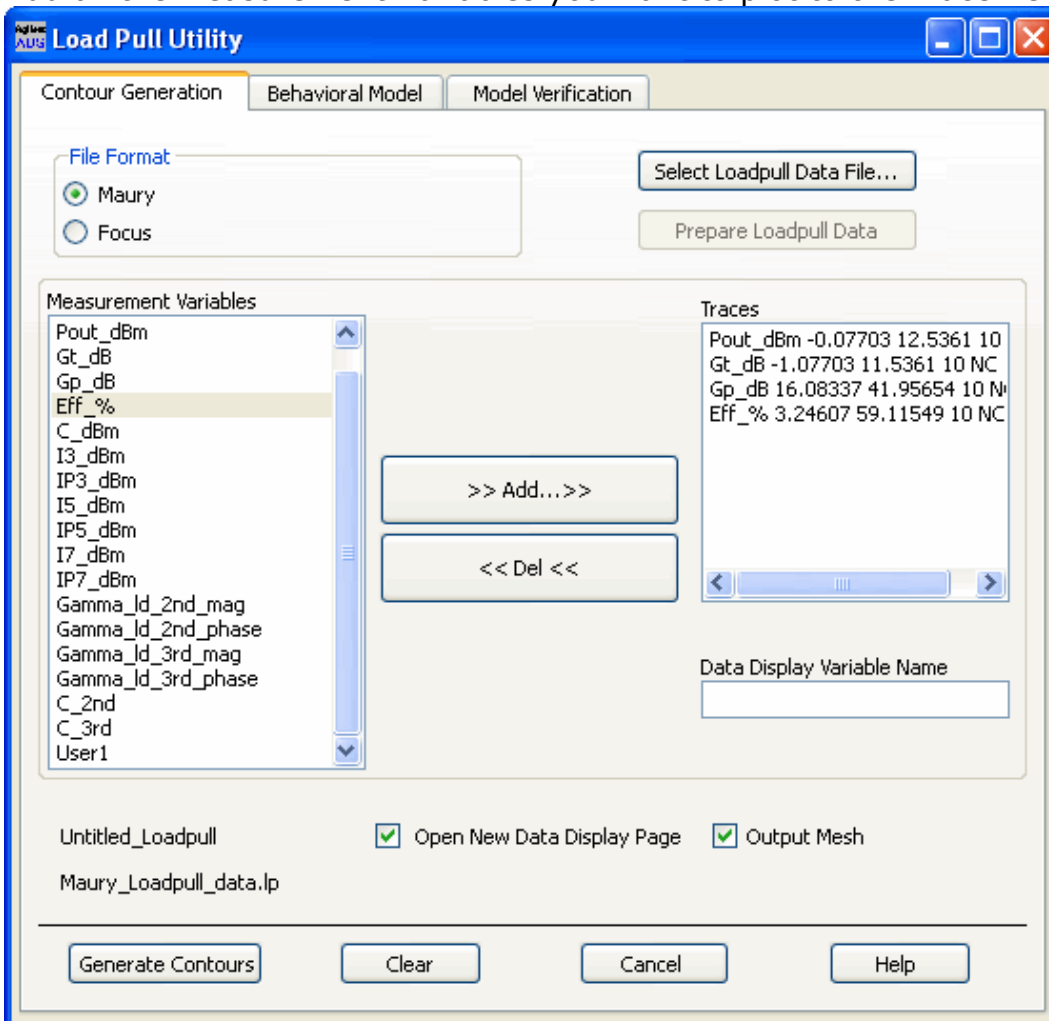 Agilent
ADS Load Pull Utility
Contour Generation Behavioral Model Model Verification
File Format
Maury
Focus
Select Loadpull Data File...
Prepare Loadpull Data
Measurement Variables
Pout_dBm
Gt_dB
Gp_dB
Eff_%
C_dBm
I3_dBm
IP3_dBm
I5_dBm
IP5_dBm
I7_dBm
IP7_dBm
Gamma_ld_2nd_mag
Gamma_ld_2nd_phase
Gamma_ld_3rd_mag
Gamma_ld_3rd_phase
C_2nd
C_3rd
User1
>> Add...>>
<< Del <<
Traces
Pout_dBm -0.07703 12.5361 10
Gt_dB -1.07703 11.5361 10 NC
Gp_dB 16.08337 41.95654 10 N
Eff_% 3.24607 59.11549 10 NC
Data Display Variable Name
Untitled_Loadpull
Open New Data Display Page
Output Mesh
Maury_Loadpull_data.lp
Generate Contours Clear Cancel Help